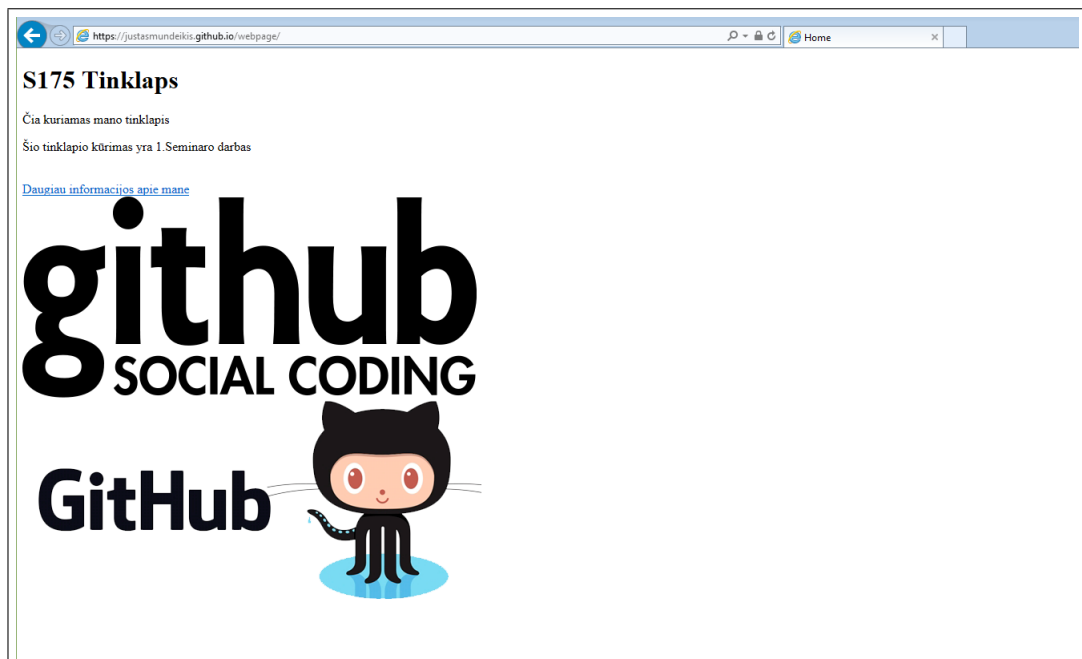 https://justasmundeikis.github.io/webpage/
Home
S175 Tinklaps
Čia kuriamas mano tinklapis
Šio tinklapio kūrimas yra 1.Seminaro darbas
Daugiau informacijos apie mane
github
SOCIAL CODING
GitHub